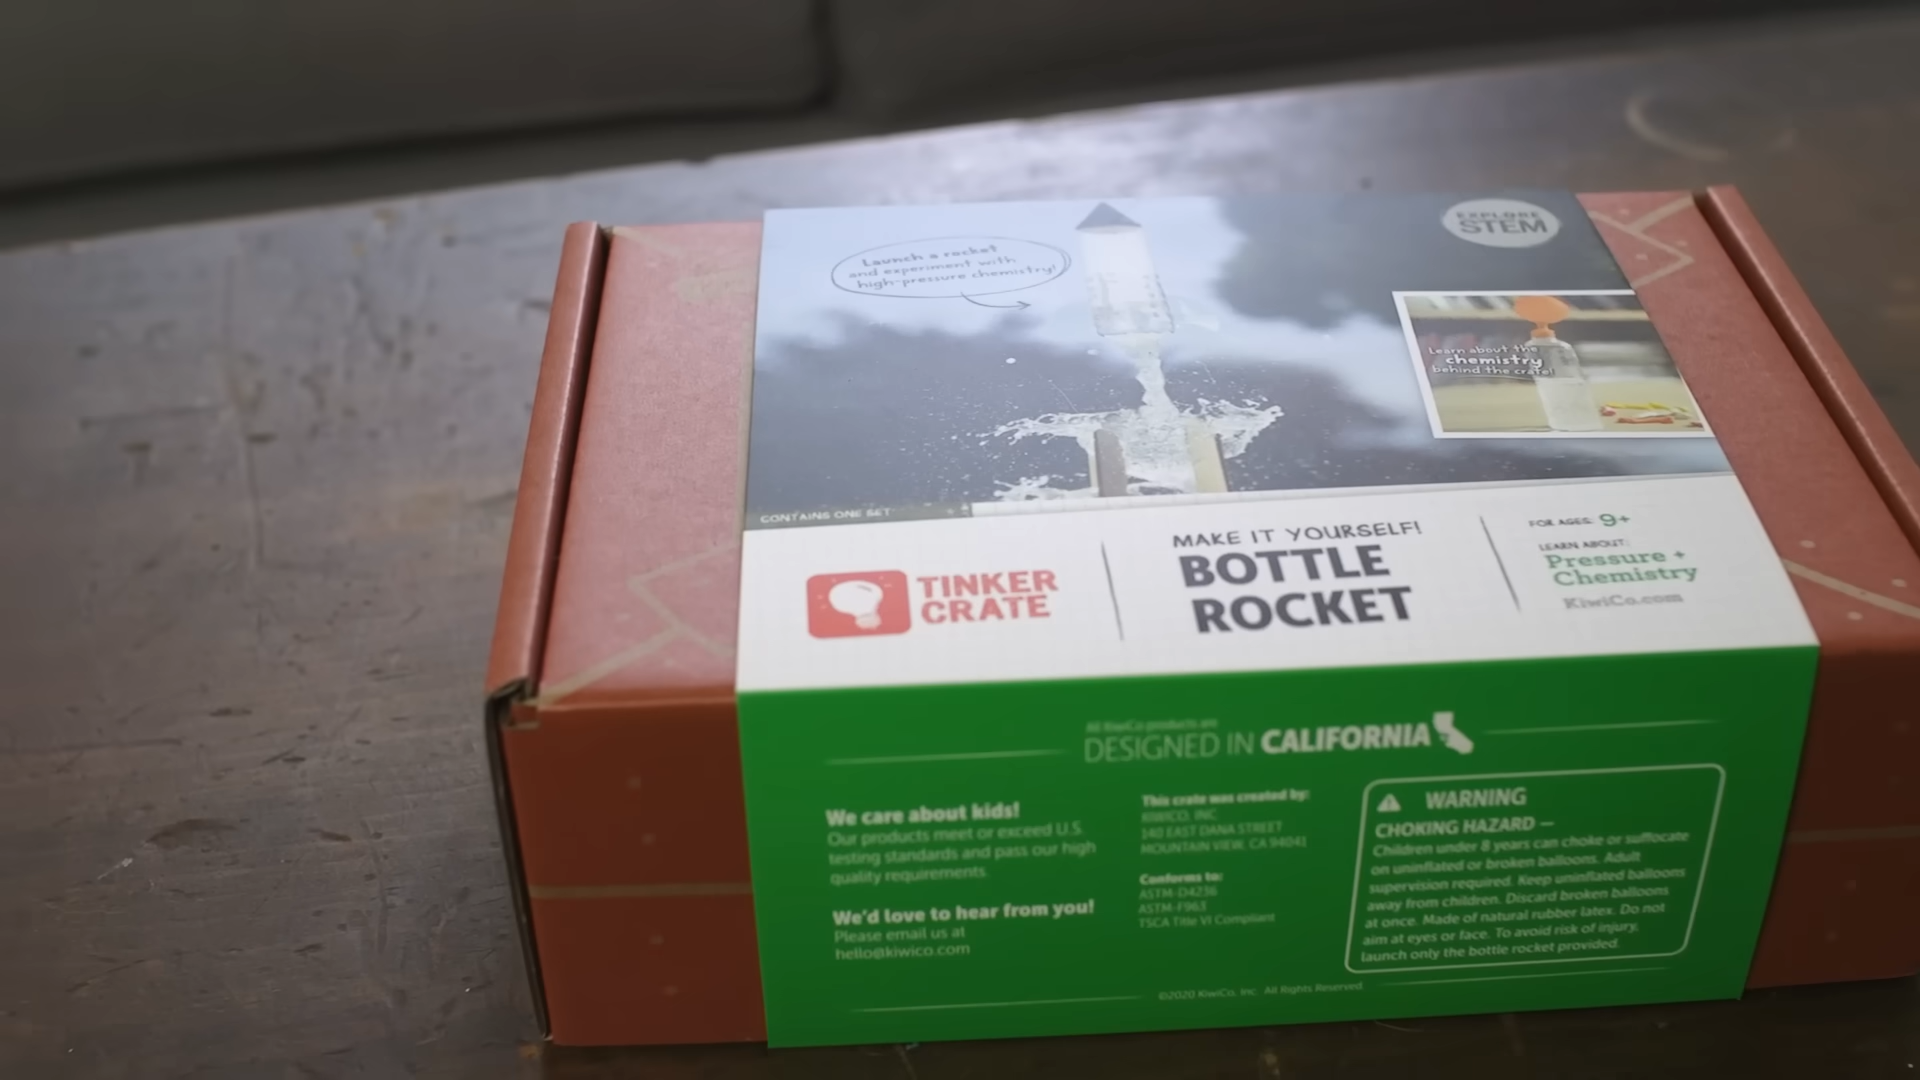 Launch a rocket
and experiment with
high-pressure chemistry!
EXPLORE
STEM
Learn about the
chemistry
behind the crate!
CONTAINS ONE SET
TINKER
CRATE
MAKE IT YOURSELF!
BOTTLE
ROCKET
FOR AGES: 9+
LEARN ABOUT:
Pressure +
Chemistry
KiwiCo.com
All KiwiCo products are
DESIGNED IN CALIFORNIA
We care about kids!
Our products meet or exceed U.S.
testing standards and pass our high
quality requirements.
We'd love to hear from you!
Please email us at
hello@kiwico.com
This crate was created by:
KIWICO, INC
140 EAST DANA STREET
MOUNTAIN VIEW, CA 94041
Conforms to:
ASTM-D4236
ASTM-F963
TSCA Title VI Compliant
WARNING
CHOKING HAZARD —
Children under 8 years can choke or suffocate
on uninflated or broken balloons. Adult
supervision required. Keep uninflated balloons
away from children. Discard broken balloons
at once. Made of natural rubber latex. Do not
aim at eyes or face. To avoid risk of injury,
launch only the bottle rocket provided.
©2020 KiwiCo, Inc. All Rights Reserved.